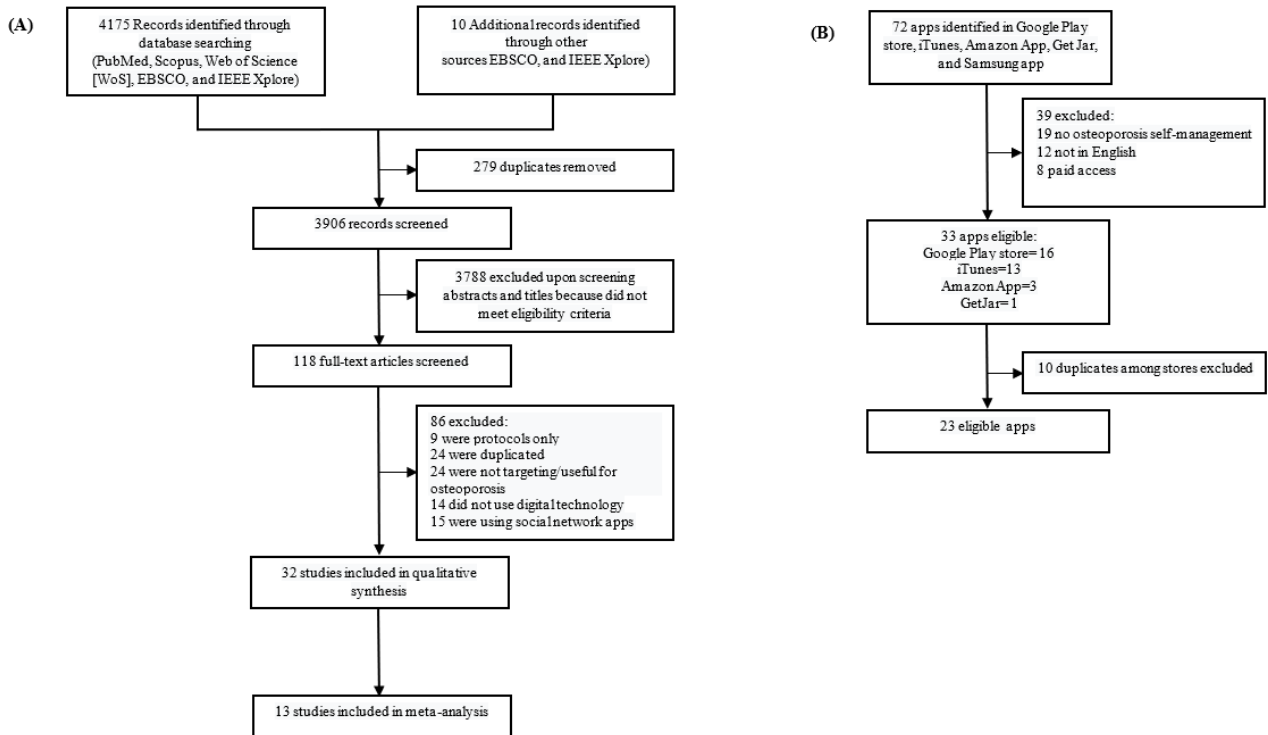 (A)
4175 Records identified through
database searching
(PubMed, Scopus, Web of Science
[WoS], EBSCO, and IEEE Xplore)
10 Additional records identified
through other
sources EBSCO, and IEEE Xplore)
279 duplicates removed
3906 records screened
3788 excluded upon screening
abstracts and titles because did not
meet eligibility criteria
118 full-text articles screened
86 excluded:
9 were protocols only
24 were duplicated
24 were not targeting/useful for
osteoporosis
14 did not use digital technology
15 were using social network apps
32 studies included in qualitative
synthesis
13 studies included in meta-analysis
(B)
72 apps identified in Google Play
store, iTunes, Amazon App, Get Jar,
and Samsung app
39 excluded:
19 no osteoporosis self-management
12 not in English
8 paid access
33 apps eligible:
Google Play store=16
iTunes=13
Amazon App=3
GetJar=1
10 duplicates among stores excluded
23 eligible apps